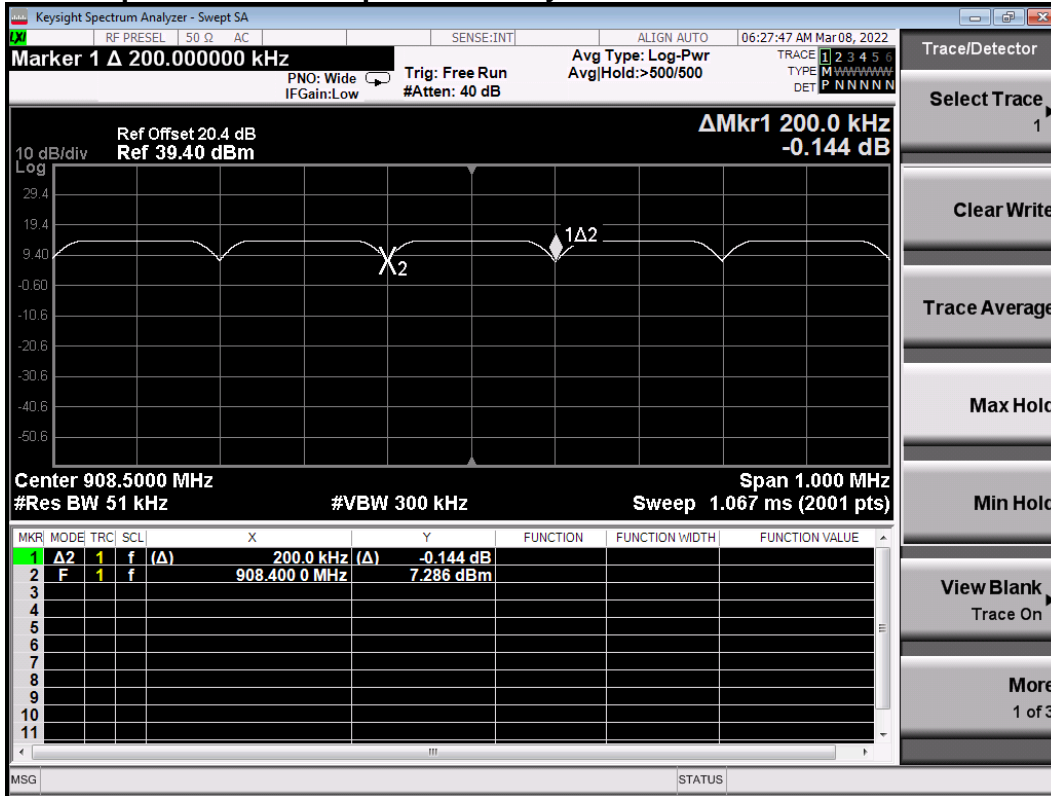 Keysight Spectrum Analyzer - Swept SA
LXI RF PRESEL 50 Ω AC SENSE:INT ALIGN AUTO 06:27:47 AM Mar 08, 2022
Marker 1 Δ 200.000000 kHz
PNO: Wide
IFGain:Low
Trig: Free Run
#Atten: 40 dB
Avg Type: Log-Pwr
Avg|Hold:>500/500
TRACE 1 2 3 4 5 6
TYPE M WWWWW
DET P N N N N N
ΔMkr1 200.0 kHz
-0.144 dB
Ref Offset 20.4 dB
10 dB/div Ref 39.40 dBm
Log
29.4
19.4
9.40
-0.60
-10.6
-20.6
-30.6
-40.6
-50.6
1Δ2
2
Center 908.5000 MHz Span 1.000 MHz
#Res BW 51 kHz #VBW 300 kHz Sweep 1.067 ms (2001 pts)
MKR MODE TRC SCL X Y FUNCTION FUNCTION WIDTH FUNCTION VALUE
1 Δ2 1 f (Δ) 200.0 kHz (Δ) -0.144 dB
2 F 1 f 908.400 0 MHz 7.286 dBm
3
4
5
6
7
8
9
10
11
MSG STATUS
Trace/Detector
Select Trace
1
Clear Write
Trace Average
Max Hold
Min Hold
View Blank
Trace On
More
1 of 3